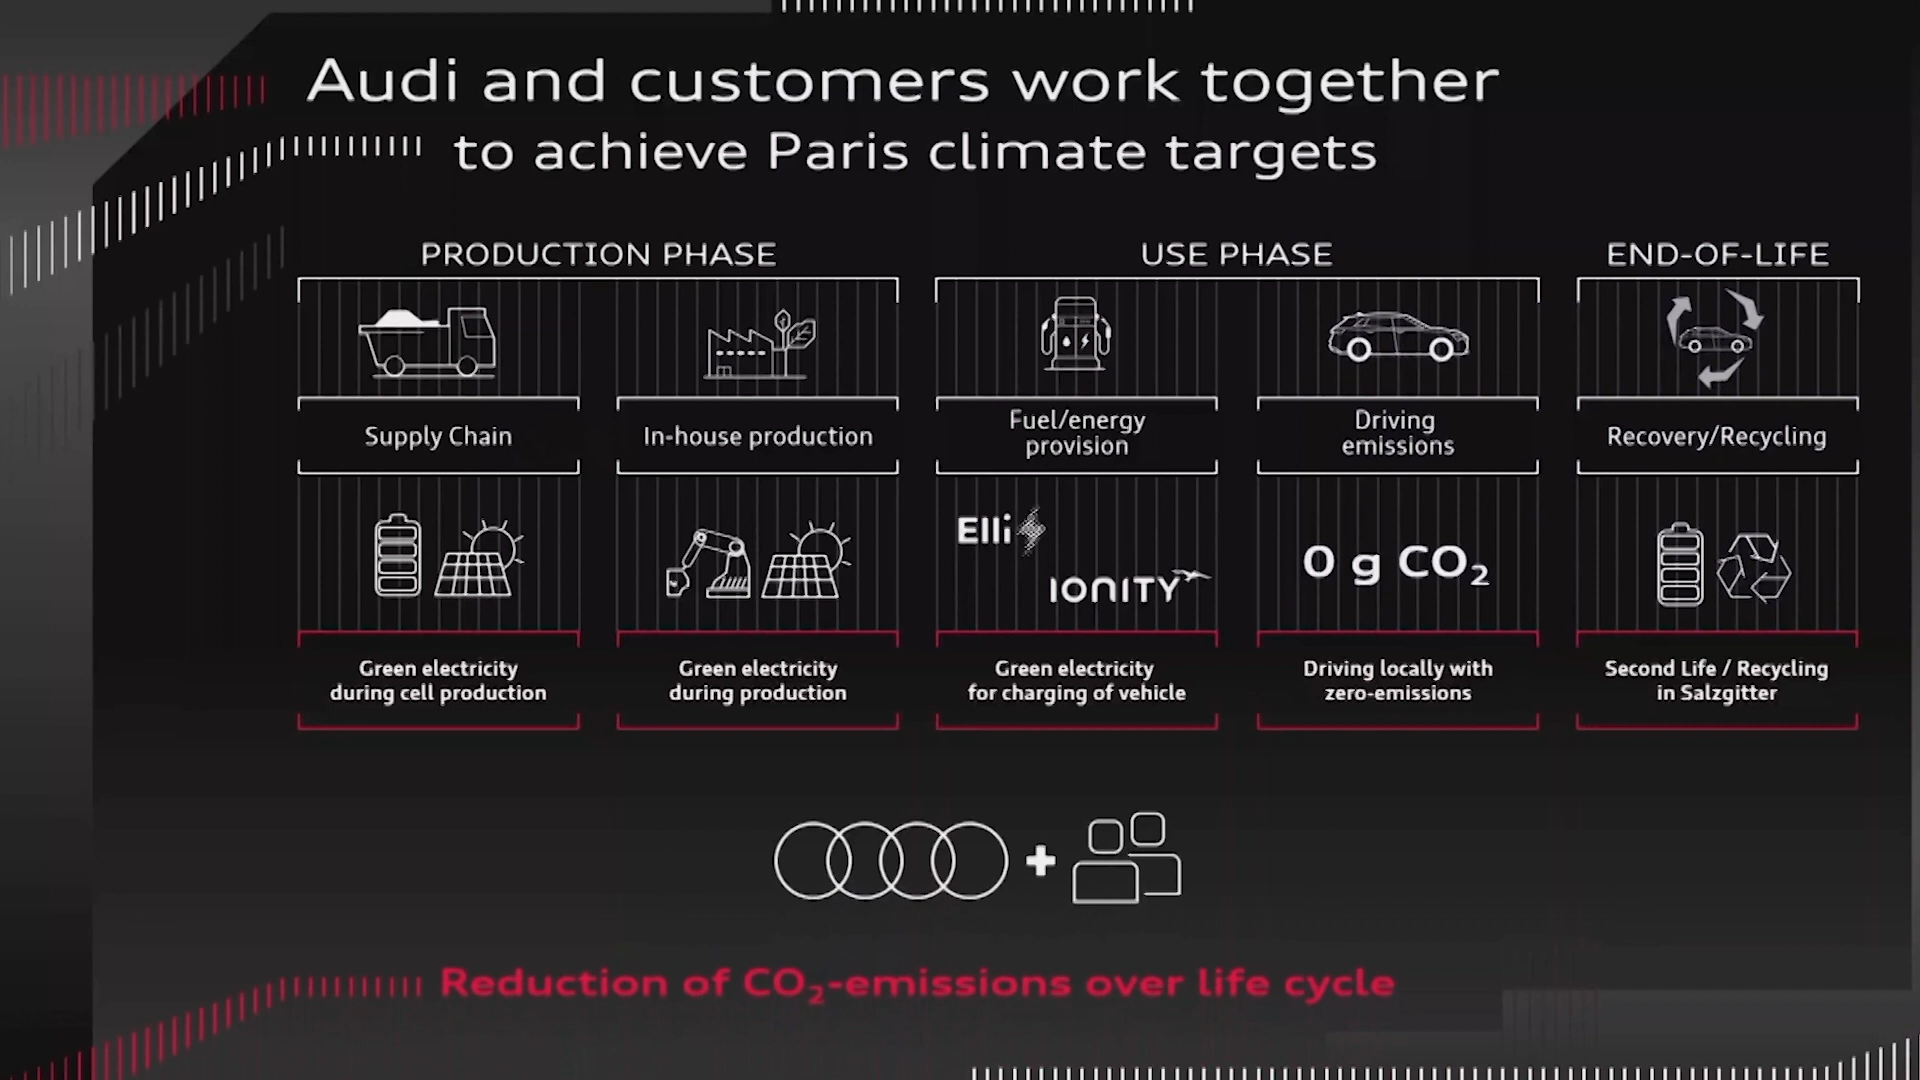 Audi and customers work together
to achieve Paris climate targets
PRODUCTION PHASE
USE PHASE
END-OF-LIFE
Supply Chain
In-house production
Fuel/energy
provision
Driving
emissions
Recovery/Recycling
Elli
IONITY
0 g CO₂
Green electricity
during cell production
Green electricity
during production
Green electricity
for charging of vehicle
Driving locally with
zero-emissions
Second Life / Recycling
in Salzgitter
+
Reduction of CO₂-emissions over life cycle